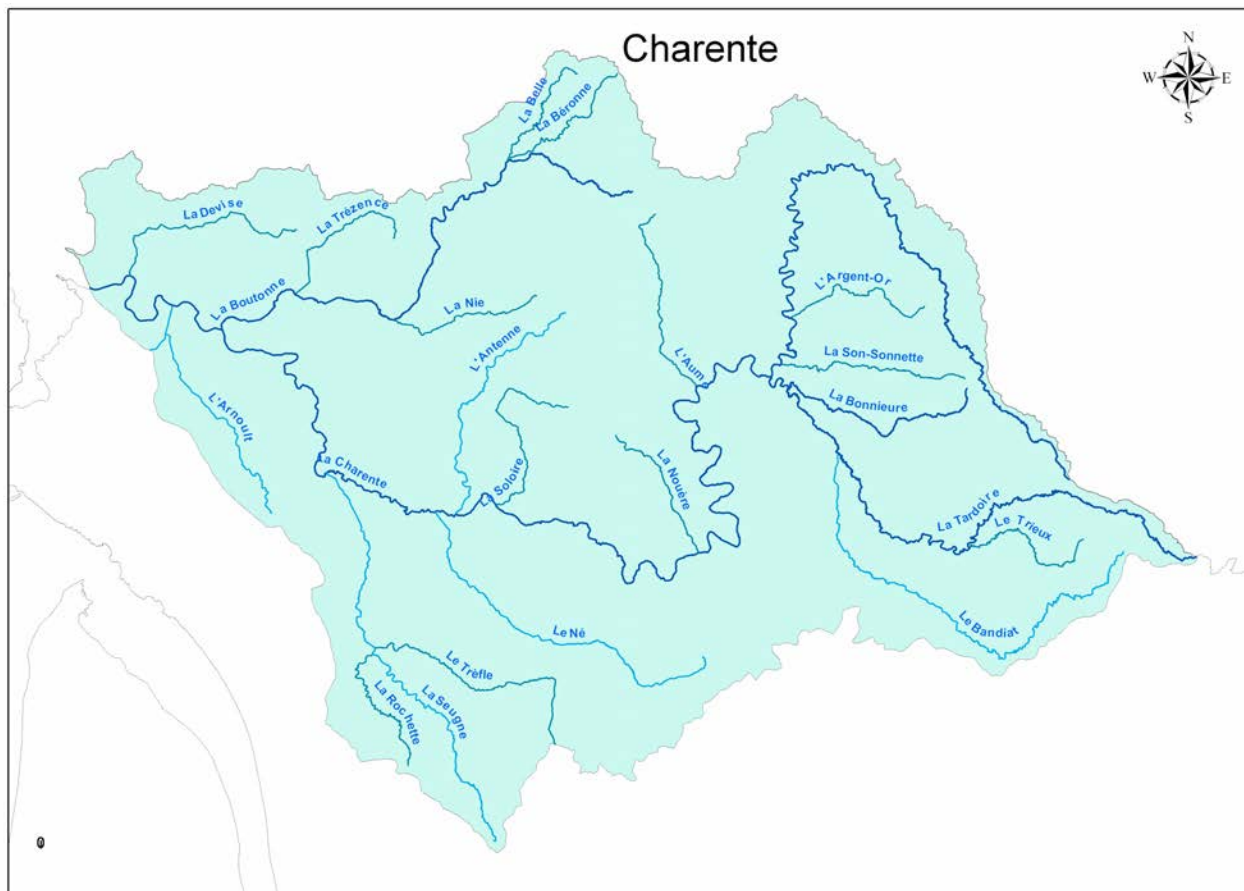 Charente
N
W
E
S
La Belle
La Béronne
La Devise
La Trézence
La Boutonne
La Nie
L'Antenne
L'Aume
L'Argent-Or
La Son-Sonnette
La Bonnieure
L'Arnoult
La Charente
La Soloire
La Nouère
La Tardoire
Le Trieux
Le Né
Le Bandiat
Le Trèfle
La Seugne
La Rochette